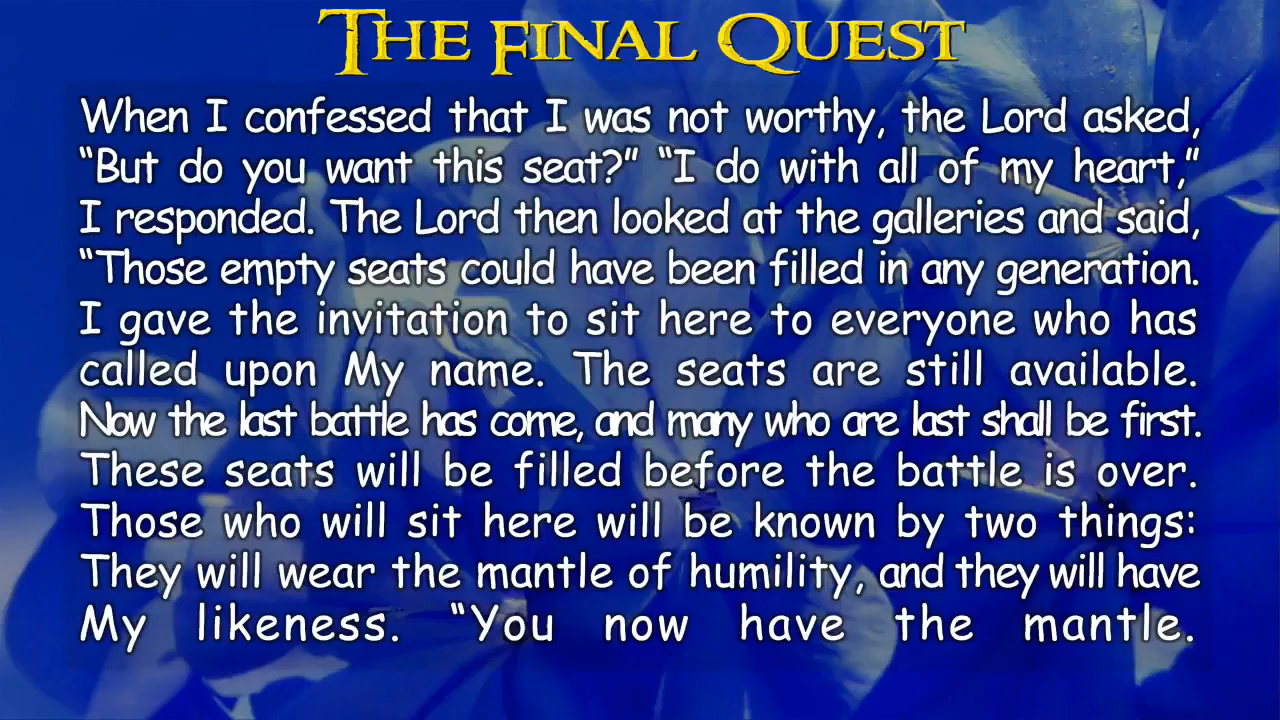 The Final Quest
When I confessed that I was not worthy, the Lord asked,
“But do you want this seat?” “I do with all of my heart,”
I responded. The Lord then looked at the galleries and said,
“Those empty seats could have been filled in any generation.
I gave the invitation to sit here to everyone who has
called upon My name. The seats are still available.
Now the last battle has come, and many who are last shall be first.
These seats will be filled before the battle is over.
Those who will sit here will be known by two things:
They will wear the mantle of humility, and they will have
My likeness. “You now have the mantle.